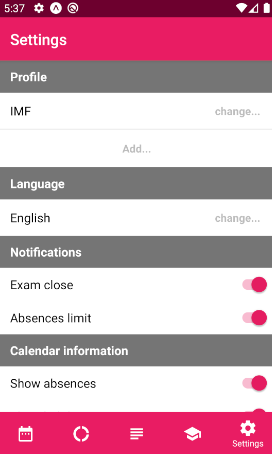 5:37
Settings
Profile
IMF change...
Add...
Language
English change...
Notifications
Exam close
Absences limit
Calendar information
Show absences
Settings